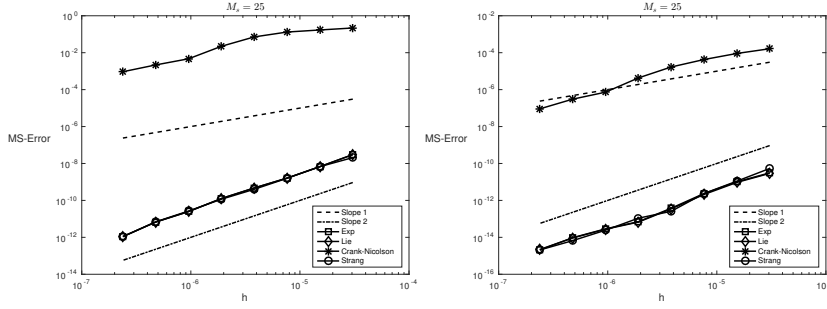 M_s = 25
10^0
10^-2
10^-4
10^-6
10^-8
10^-10
10^-12
10^-14
MS-Error
10^-7
10^-6
10^-5
10^-4
h
Slope 1
Slope 2
Exp
Lie
Crank-Nicolson
Strang
M_s = 25
10^-2
10^-4
10^-6
10^-8
10^-10
10^-12
10^-14
10^-16
MS-Error
10^-7
10^-6
10^-5
10^-4
h
Slope 1
Slope 2
Exp
Lie
Crank-Nicolson
Strang